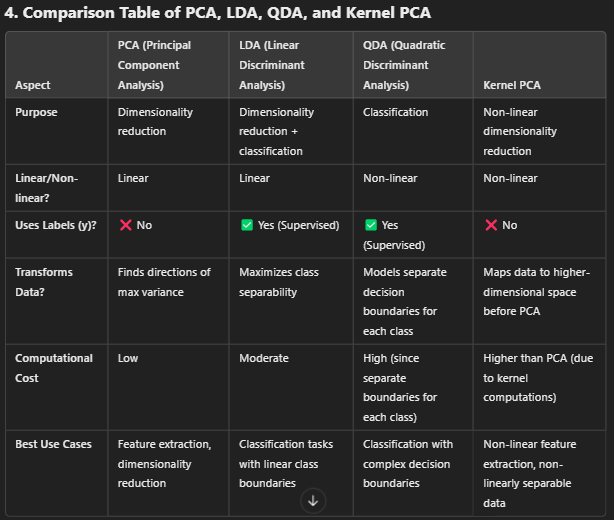 4. Comparison Table of PCA, LDA, QDA, and Kernel PCA
Aspect
PCA (Principal
Component
Analysis)
LDA (Linear
Discriminant
Analysis)
QDA (Quadratic
Discriminant
Analysis)
Kernel PCA
Purpose
Dimensionality
reduction
Dimensionality
reduction +
classification
Classification
Non-linear
dimensionality
reduction
Linear/Non-
linear?
Linear
Linear
Non-linear
Non-linear
Uses Labels (y)?
❌ No
✅ Yes (Supervised)
✅ Yes
(Supervised)
❌ No
Transforms
Data?
Finds directions of
max variance
Maximizes class
separability
Models separate
decision
boundaries for
each class
Maps data to higher-
dimensional space
before PCA
Computational
Cost
Low
Moderate
High (since
separate
boundaries for
each class)
Higher than PCA (due
to kernel
computations)
Best Use Cases
Feature extraction,
dimensionality
reduction
Classification tasks
with linear class
boundaries
Classification with
complex decision
boundaries
Non-linear feature
extraction, non-
linearly separable
data